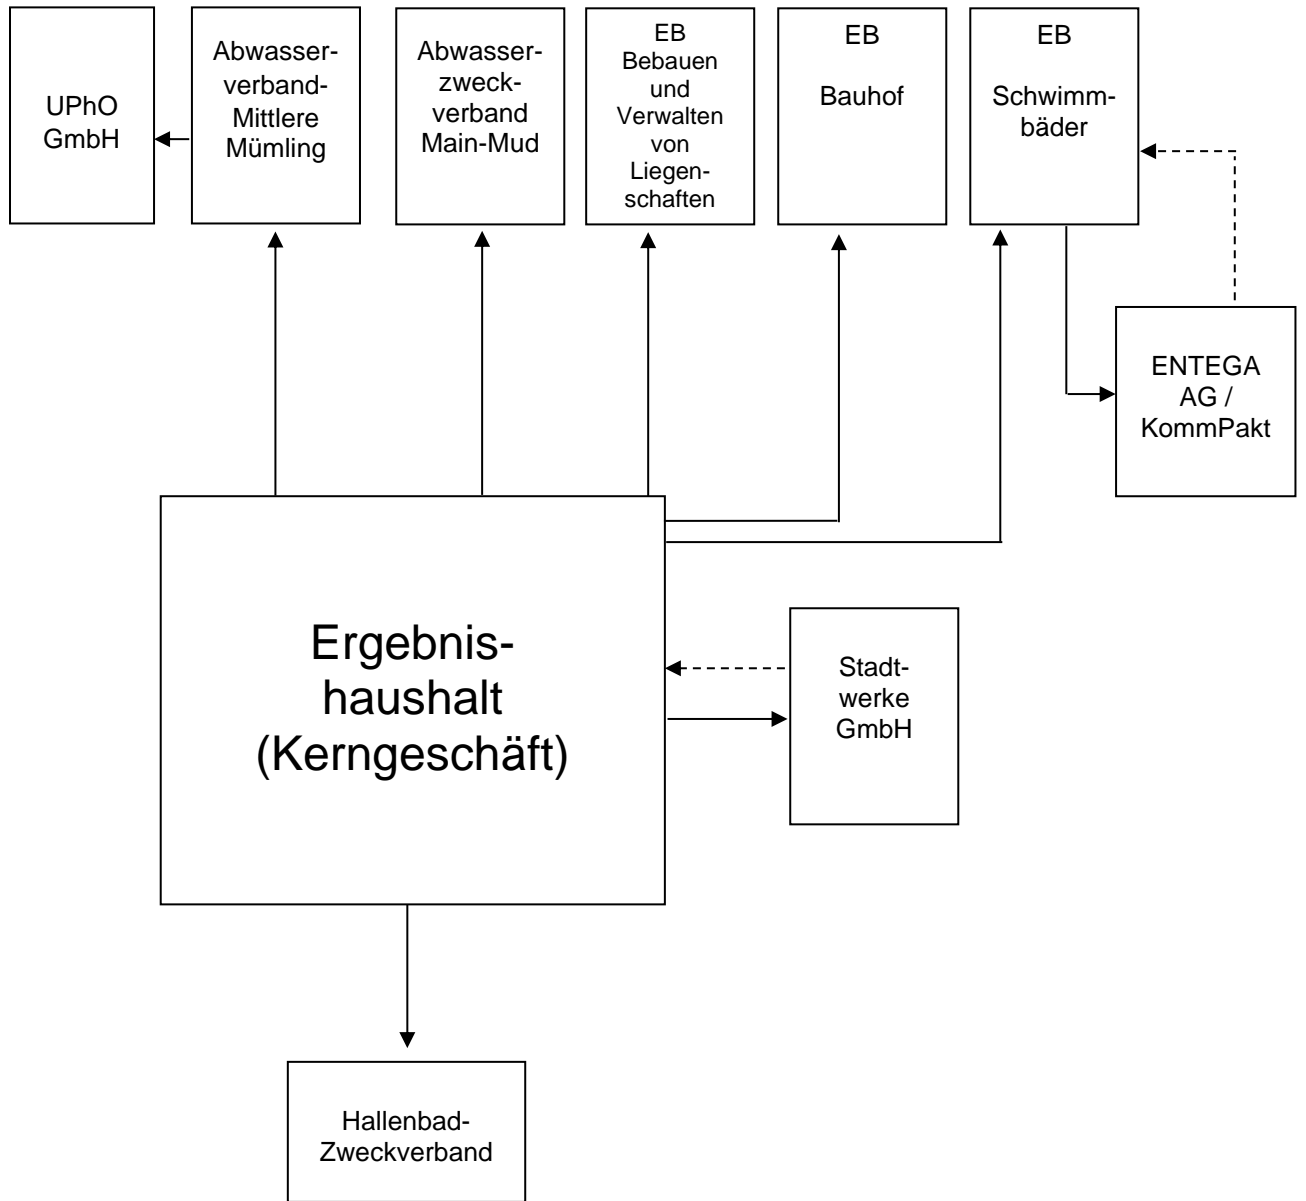 UPhO
GmbH
Abwasser-
verband-
Mittlere
Mümling
Abwasser-
zweck-
verband
Main-Mud
EB
Bebauen
und
Verwalten
von
Liegen-
schaften
EB
Bauhof
EB
Schwimm-
bäder
ENTEGA
AG /
KommPakt
Ergebnis-
haushalt
(Kerngeschäft)
Stadt-
werke
GmbH
Hallenbad-
Zweckverband